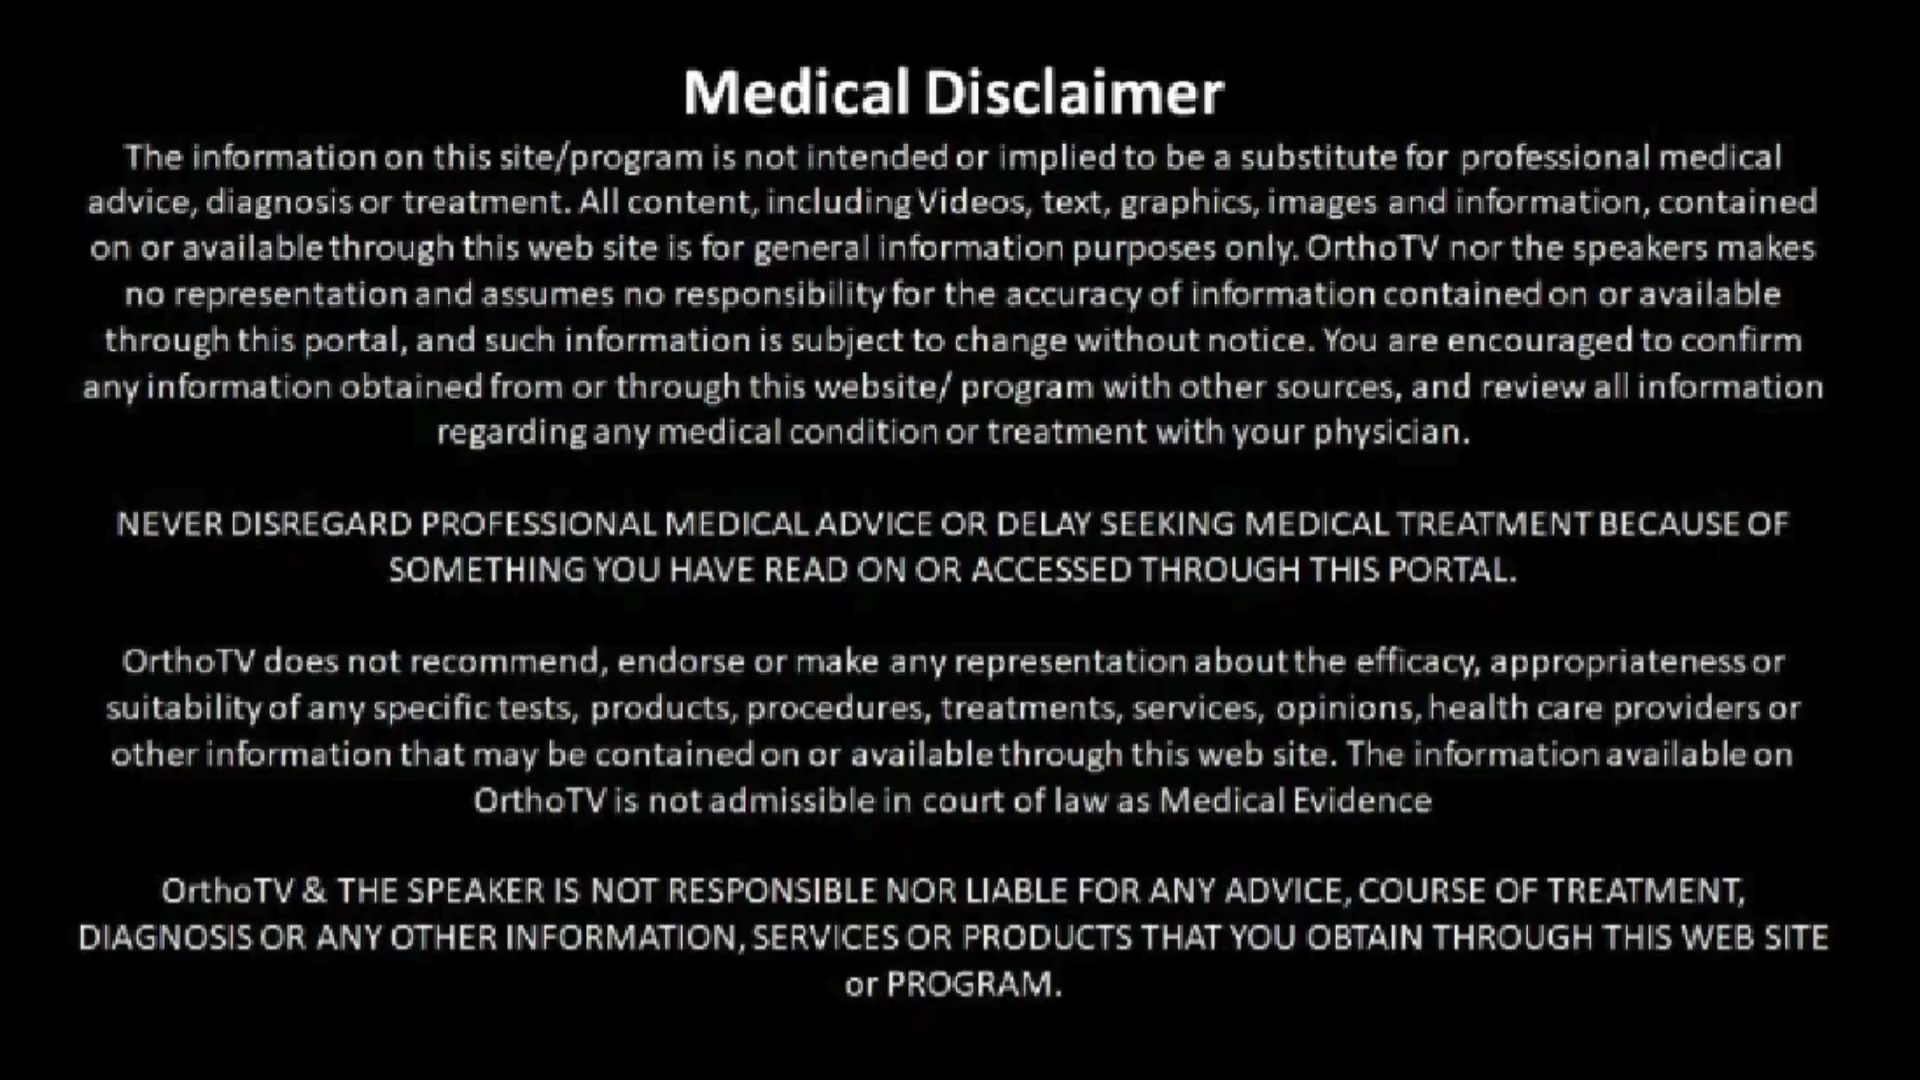 Medical Disclaimer
The information on this site/program is not intended or implied to be a substitute for professional medical
advice, diagnosis or treatment. All content, including Videos, text, graphics, images and information, contained
on or available through this web site is for general information purposes only. OrthoTV nor the speakers makes
no representation and assumes no responsibility for the accuracy of information contained on or available
through this portal, and such information is subject to change without notice. You are encouraged to confirm
any information obtained from or through this website/ program with other sources, and review all information
regarding any medical condition or treatment with your physician.
NEVER DISREGARD PROFESSIONAL MEDICAL ADVICE OR DELAY SEEKING MEDICAL TREATMENT BECAUSE OF
SOMETHING YOU HAVE READ ON OR ACCESSED THROUGH THIS PORTAL.
OrthoTV does not recommend, endorse or make any representation about the efficacy, appropriateness or
suitability of any specific tests, products, procedures, treatments, services, opinions, health care providers or
other information that may be contained on or available through this web site. The information available on
OrthoTV is not admissible in court of law as Medical Evidence
OrthoTV & THE SPEAKER IS NOT RESPONSIBLE NOR LIABLE FOR ANY ADVICE, COURSE OF TREATMENT,
DIAGNOSIS OR ANY OTHER INFORMATION, SERVICES OR PRODUCTS THAT YOU OBTAIN THROUGH THIS WEB SITE
or PROGRAM.